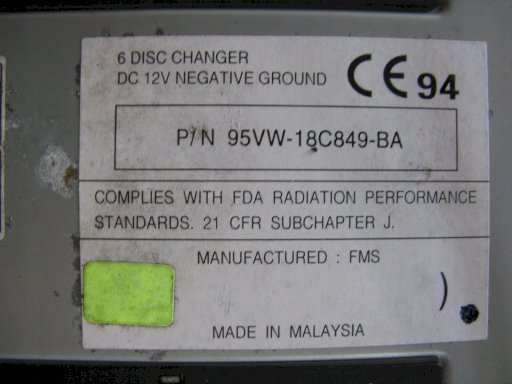 6 DISC CHANGER
DC 12V NEGATIVE GROUND
CE 94
P/N 95VW-18C849-BA
COMPLIES WITH FDA RADIATION PERFORMANCE
STANDARDS. 21 CFR SUBCHAPTER J.
MANUFACTURED : FMS
)
MADE IN MALAYSIA